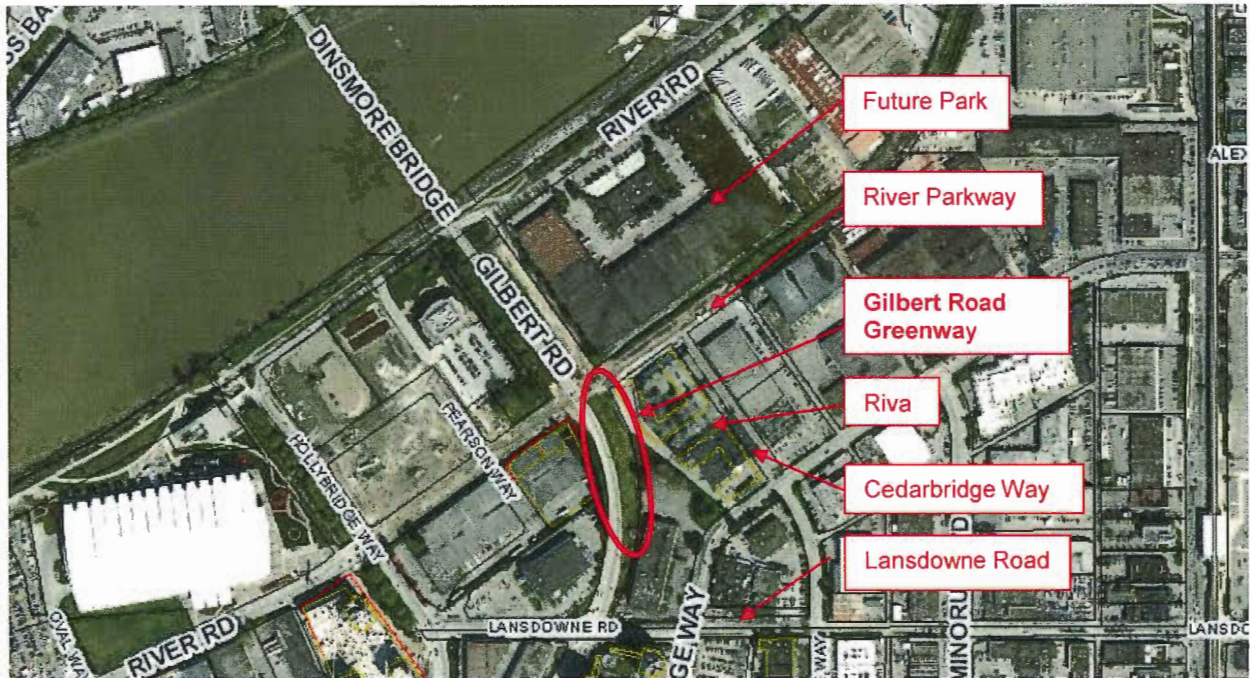 DINSMORE BRIDGE
RIVER RD
GILBERT RD
Future Park
River Parkway
Gilbert Road
Greenway
Riva
Cedarbridge Way
Lansdowne Road
PEARSON WAY
HOLLYBRIDGE WAY
OVAL WAY
RIVER RD
LANSDOWNE RD
GE WAY
WAY
MINORU
LANSDO
ALEX